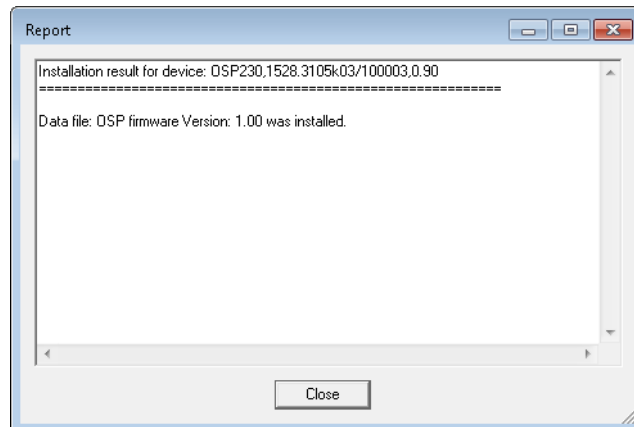 Report
Installation result for device: OSP230,1528.3105k03/100003,0.90
============================================================
Data file: OSP firmware Version: 1.00 was installed.
Close